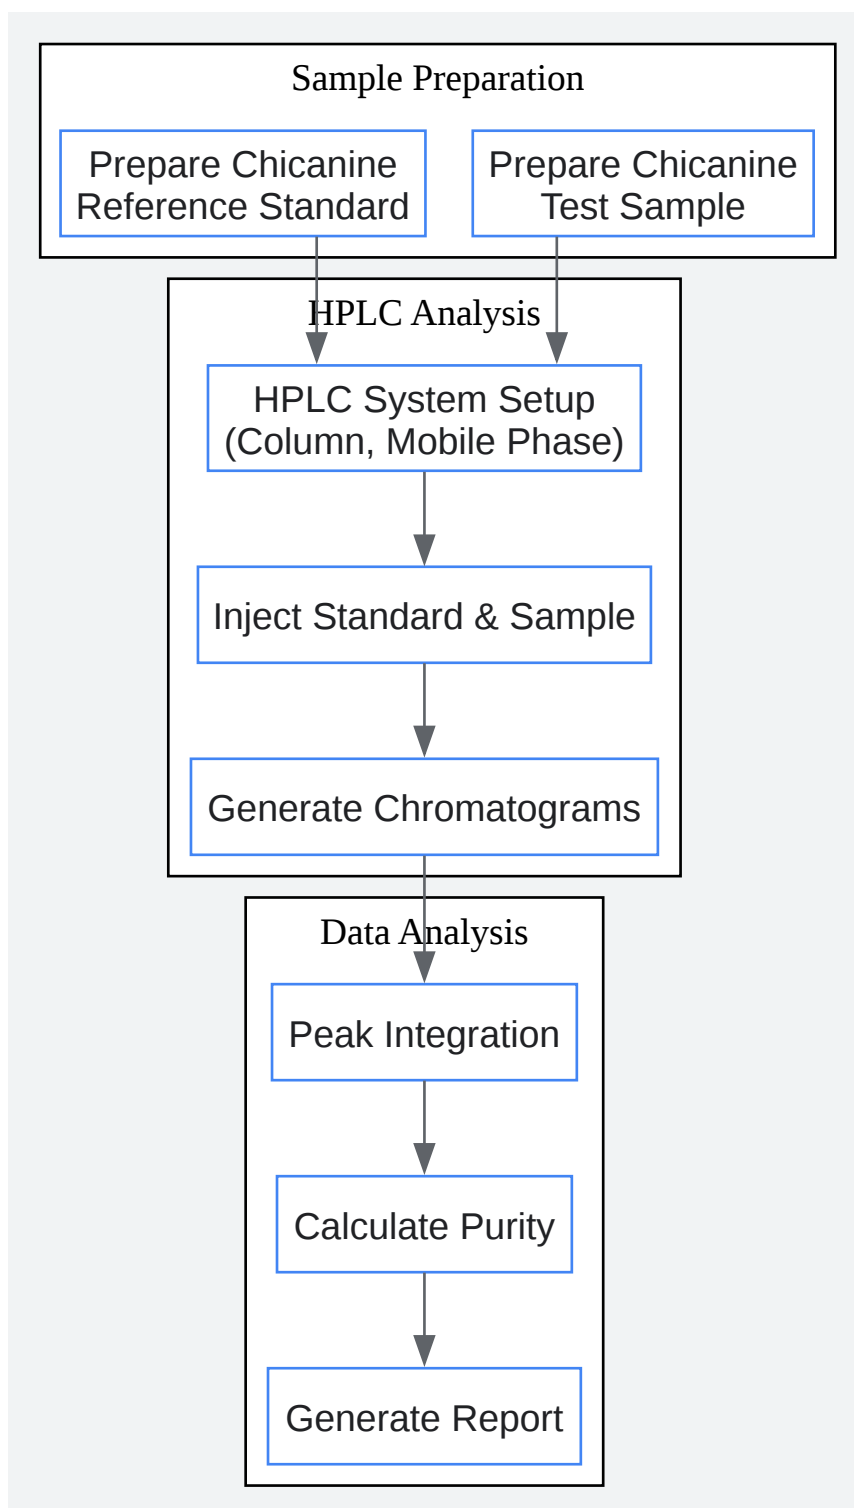 Sample Preparation
Prepare Chicanine
Reference Standard
Prepare Chicanine
Test Sample
HPLC Analysis
HPLC System Setup
(Column, Mobile Phase)
Inject Standard & Sample
Generate Chromatograms
Data Analysis
Peak Integration
Calculate Purity
Generate Report